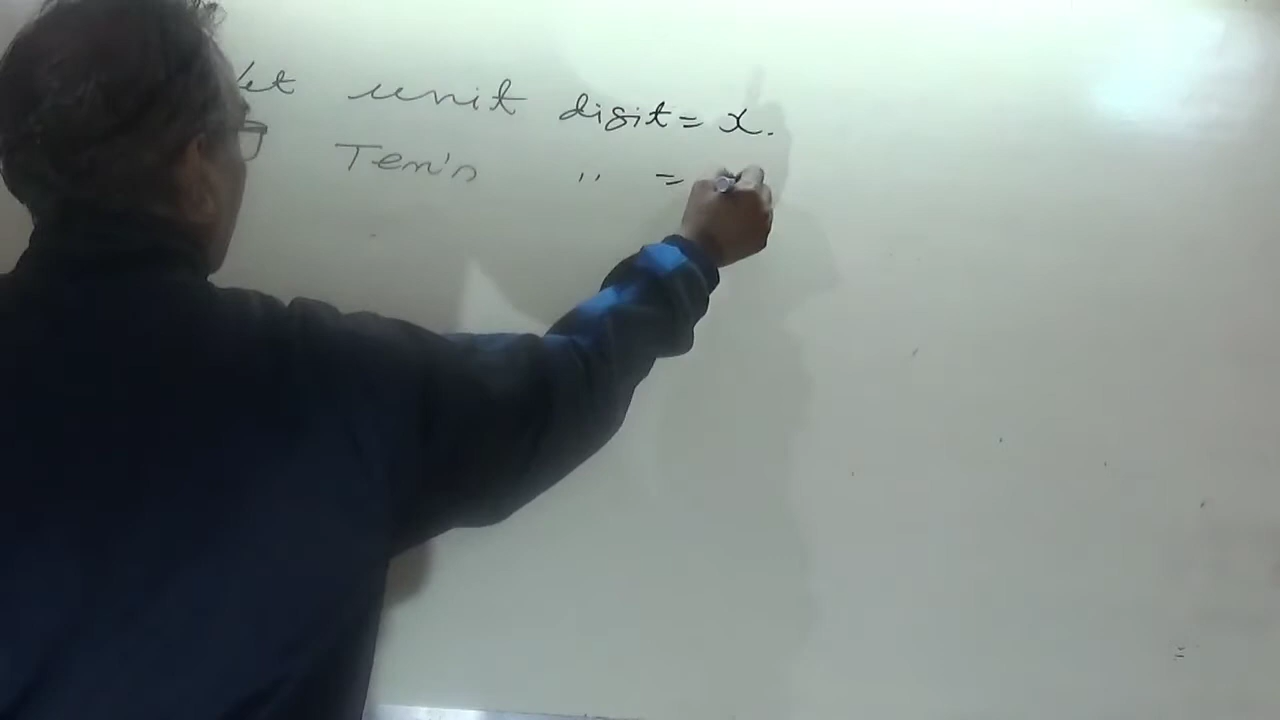 Let unit digit = x.
Ten's " =